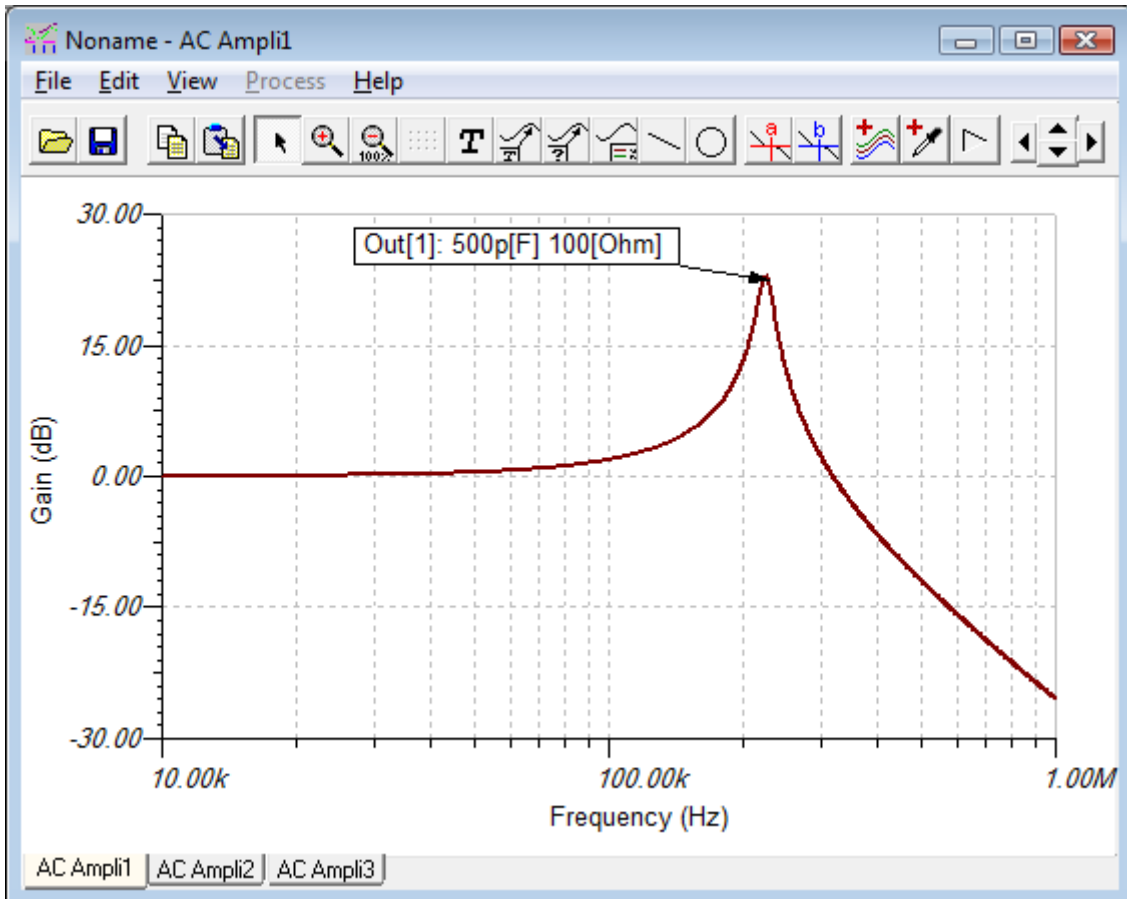 Noname - AC Ampli1
File Edit View Process Help
100% T T ? =x a b
30.00
Out[1]: 500p[F] 100[Ohm]
15.00
0.00
-15.00
-30.00
Gain (dB)
10.00k 100.00k 1.00M
Frequency (Hz)
AC Ampli1 AC Ampli2 AC Ampli3